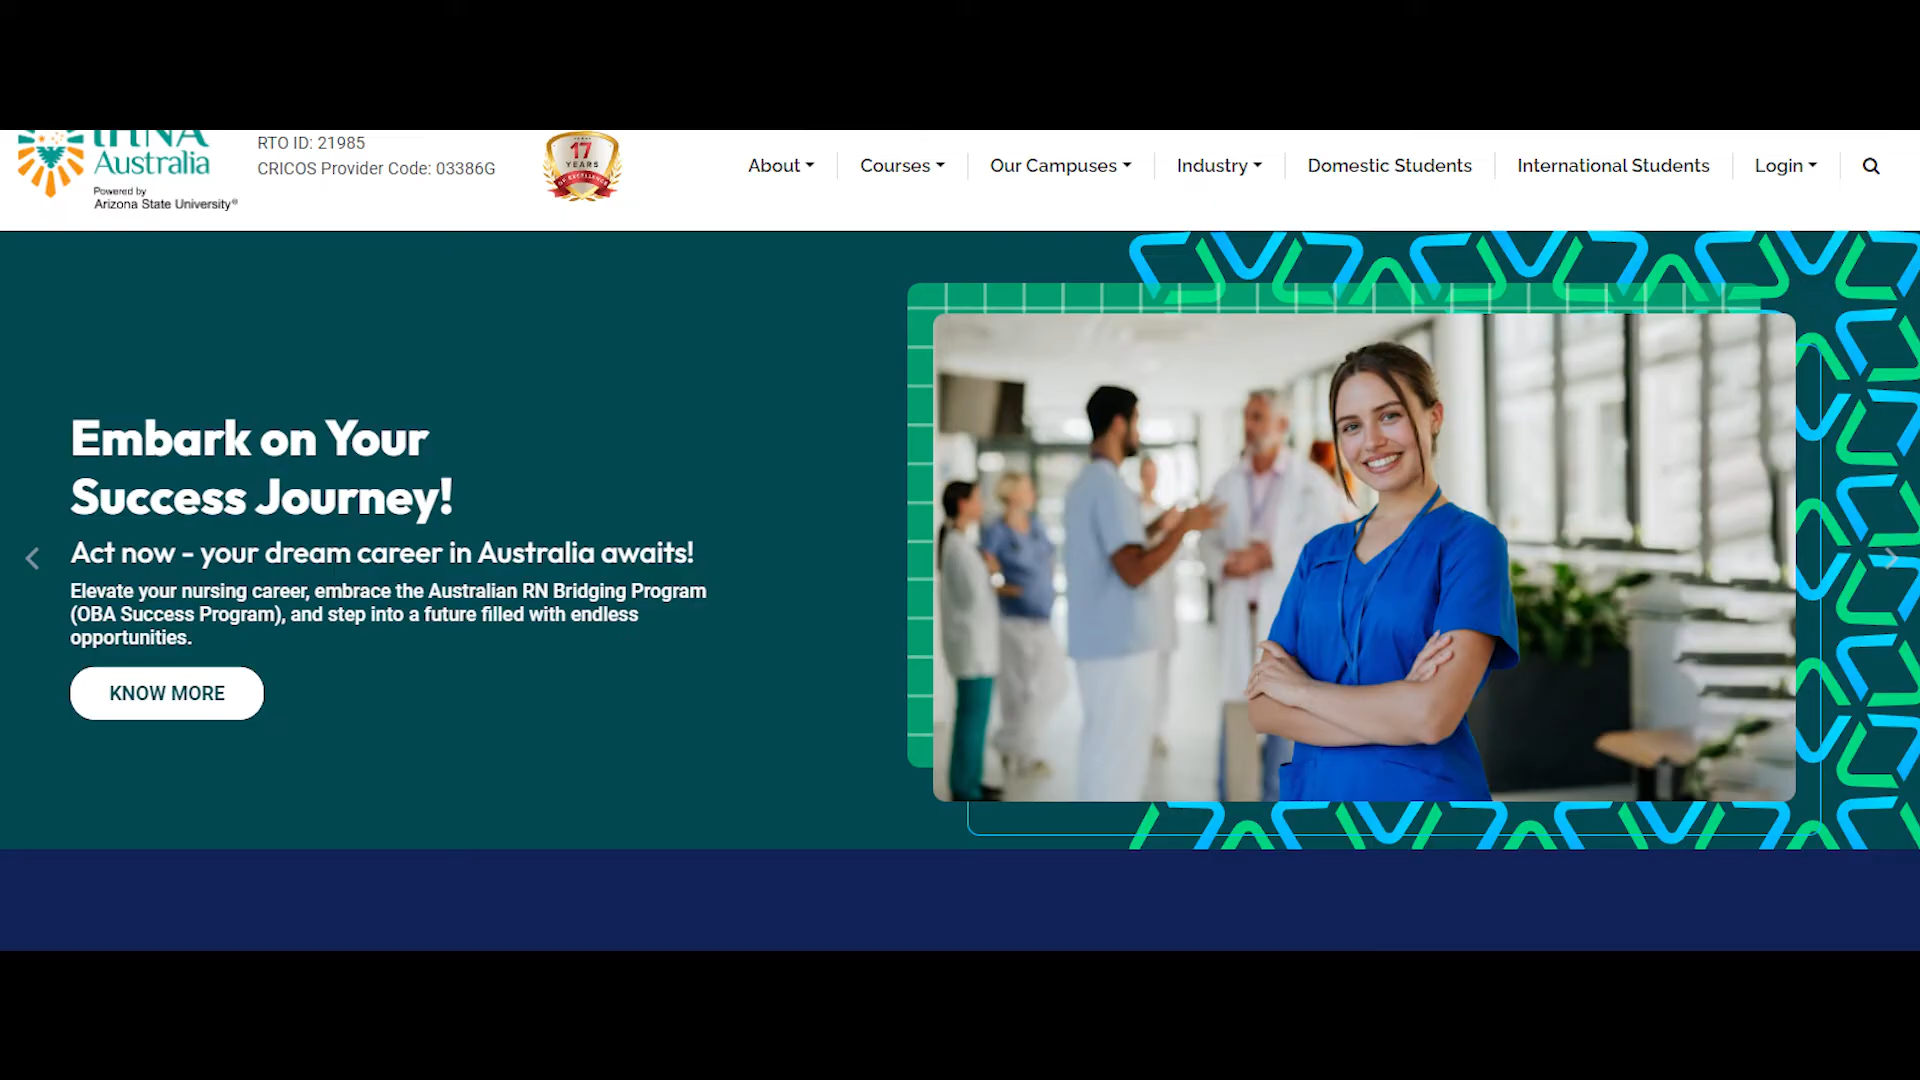 IHNA
Australia
Powered by
Arizona State University®
RTO ID: 21985
CRICOS Provider Code: 03386G
17
YEARS
OF EXCELLENCE
About
Courses
Our Campuses
Industry
Domestic Students
International Students
Login
Embark on Your
Success Journey!
Act now - your dream career in Australia awaits!
Elevate your nursing career, embrace the Australian RN Bridging Program
(OBA Success Program), and step into a future filled with endless
opportunities.
KNOW MORE